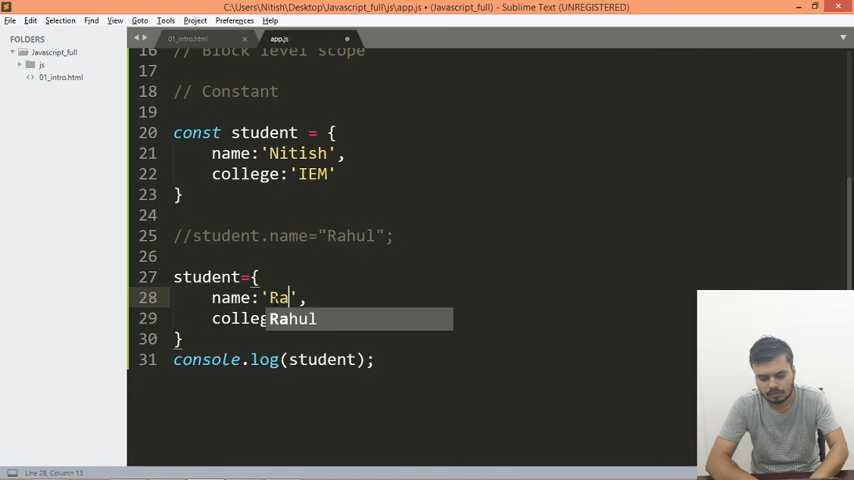 C:\Users\Nitish\Desktop\Javascript_full\js\app.js • (Javascript_full) - Sublime Text (UNREGISTERED)
File Edit Selection Find View Goto Tools Project Preferences Help
FOLDERS
Javascript_full
js
01_intro.html
01_intro.html
app.js
16 // Block level scope
17
18 // Constant
19
20 const student = {
21 name:'Nitish',
22 college:'IEM'
23 }
24
25 //student.name="Rahul";
26
27 student={
28 name:'Ra',
29 colleg
Rahul
30 }
31 console.log(student);
Line 28, Column 13